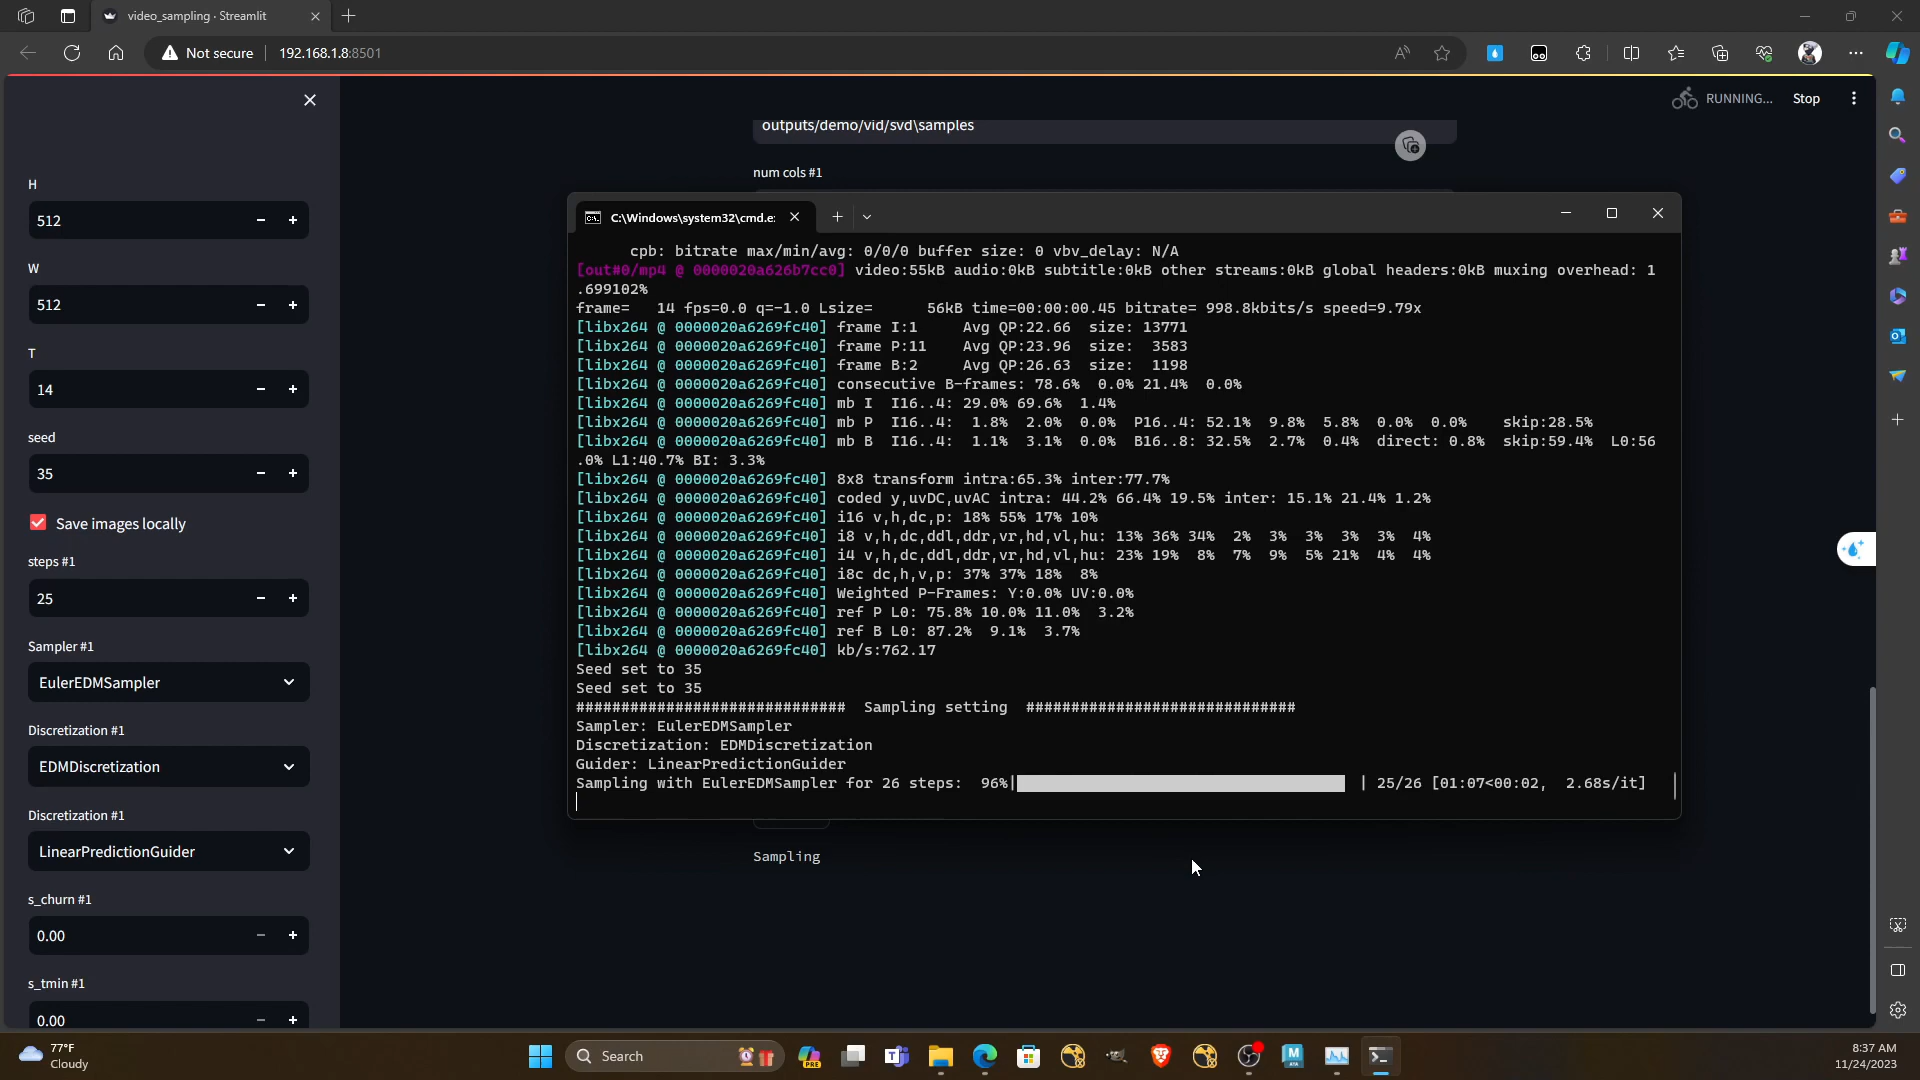 video_sampling · Streamlit
Not secure
192.168.1.8:8501
RUNNING...
Stop
H
512
W
512
T
14
seed
35
Save images locally
steps #1
25
Sampler #1
EulerEDMSampler
Discretization #1
EDMDiscretization
Discretization #1
LinearPredictionGuider
s_churn #1
0.00
s_tmin #1
0.00
outputs/demo/vid/svd\samples
num cols #1
C:\Windows\system32\cmd.e:
cpb: bitrate max/min/avg: 0/0/0 buffer size: 0 vbv_delay: N/A
[out#0/mp4 @ 0000020a626b7cc0] video:55kB audio:0kB subtitle:0kB other streams:0kB global headers:0kB muxing overhead: 1
.699102%
frame=   14 fps=0.0 q=-1.0 Lsize=      56kB time=00:00:00.45 bitrate= 998.8kbits/s speed=9.79x
[libx264 @ 0000020a6269fc40] frame I:1     Avg QP:22.66  size: 13771
[libx264 @ 0000020a6269fc40] frame P:11    Avg QP:23.96  size:  3583
[libx264 @ 0000020a6269fc40] frame B:2     Avg QP:26.63  size:  1198
[libx264 @ 0000020a6269fc40] consecutive B-frames: 78.6%  0.0% 21.4%  0.0%
[libx264 @ 0000020a6269fc40] mb I  I16..4: 29.0% 69.6%  1.4%
[libx264 @ 0000020a6269fc40] mb P  I16..4:  1.8%  2.0%  0.0%  P16..4: 52.1%  9.8%  5.8%  0.0%  0.0%    skip:28.5%
[libx264 @ 0000020a6269fc40] mb B  I16..4:  1.1%  3.1%  0.0%  B16..8: 32.5%  2.7%  0.4%  direct: 0.8%  skip:59.4%  L0:56
.0% L1:40.7% BI: 3.3%
[libx264 @ 0000020a6269fc40] 8x8 transform intra:65.3% inter:77.7%
[libx264 @ 0000020a6269fc40] coded y,uvDC,uvAC intra: 44.2% 66.4% 19.5% inter: 15.1% 21.4% 1.2%
[libx264 @ 0000020a6269fc40] i16 v,h,dc,p: 18% 55% 17% 10%
[libx264 @ 0000020a6269fc40] i8 v,h,dc,ddl,ddr,vr,hd,vl,hu: 13% 36% 34%  2%  3%  3%  3%  3%  4%
[libx264 @ 0000020a6269fc40] i4 v,h,dc,ddl,ddr,vr,hd,vl,hu: 23% 19%  8%  7%  9%  5% 21%  4%  4%
[libx264 @ 0000020a6269fc40] i8c dc,h,v,p: 37% 37% 18%  8%
[libx264 @ 0000020a6269fc40] Weighted P-Frames: Y:0.0% UV:0.0%
[libx264 @ 0000020a6269fc40] ref P L0: 75.8% 10.0% 11.0%  3.2%
[libx264 @ 0000020a6269fc40] ref B L0: 87.2%  9.1%  3.7%
[libx264 @ 0000020a6269fc40] kb/s:762.17
Seed set to 35
Seed set to 35
##############################  Sampling setting  ##############################
Sampler: EulerEDMSampler
Discretization: EDMDiscretization
Guider: LinearPredictionGuider
Sampling with EulerEDMSampler for 26 steps:  96%| | 25/26 [01:07<00:02,  2.68s/it]
Sampling
77°F
Cloudy
Search
PRE
8:37 AM
11/24/2023